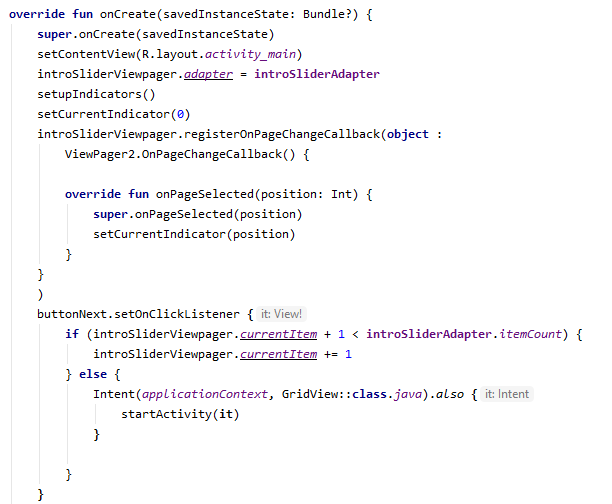 override fun onCreate(savedInstanceState: Bundle?) {
    super.onCreate(savedInstanceState)
    setContentView(R.layout.activity_main)
    introSliderViewpager.adapter = introSliderAdapter
    setupIndicators()
    setCurrentIndicator(0)
    introSliderViewpager.registerOnPageChangeCallback(object :
        ViewPager2.OnPageChangeCallback() {

        override fun onPageSelected(position: Int) {
            super.onPageSelected(position)
            setCurrentIndicator(position)
        }
    }
    )
    buttonNext.setOnClickListener { it: View!
        if (introSliderViewpager.currentItem + 1 < introSliderAdapter.itemCount) {
            introSliderViewpager.currentItem += 1
        } else {
            Intent(applicationContext, GridView::class.java).also { it: Intent
                startActivity(it)
            }

        }
    }